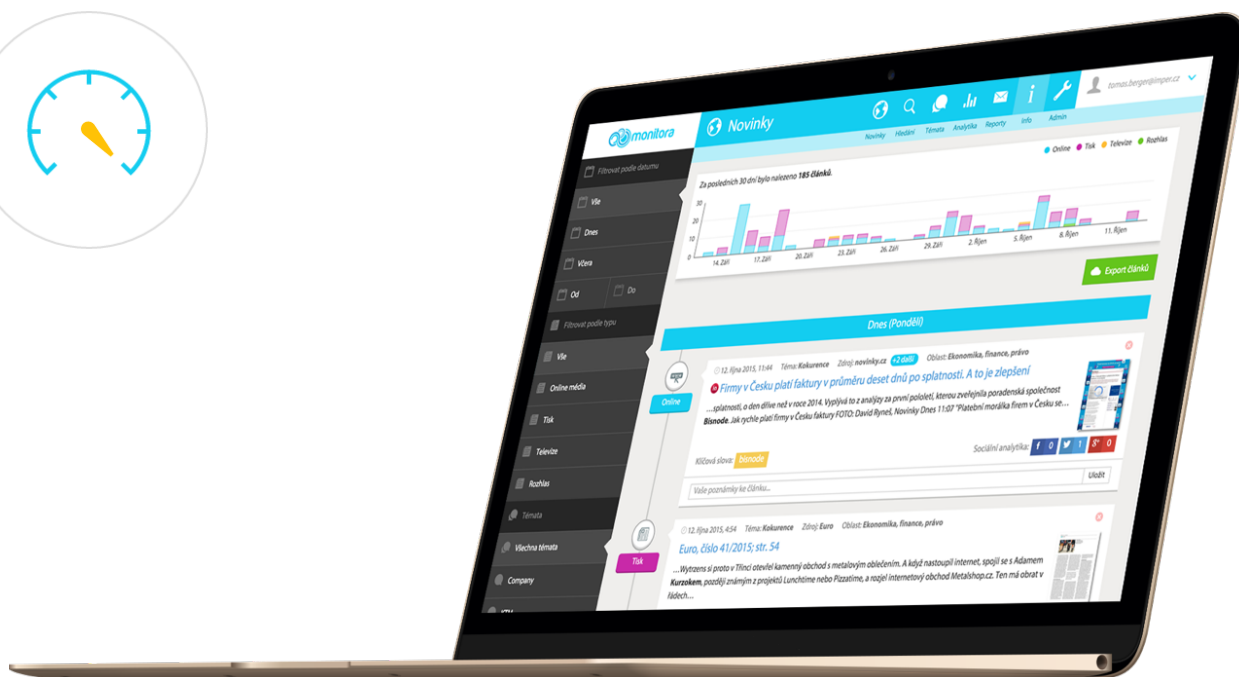 monitora
Novinky
Novinky Hledání Témata Analytika Reporty Info Admin
tomas.berger@imper.cz
Filtrovat podle datumu
Vše
Dnes
Včera
Od Do
Filtrovat podle typu
Vše
Online média
Tisk
Televize
Rozhlas
Témata
Všechna témata
Company
Online Tisk Televize Rozhlas
Za posledních 30 dní bylo nalezeno 185 článků.
30
20
10
0
14. Září 17. Září 20. Září 23. Září 26. Září 29. Září 2. Říjen 5. Říjen 8. Říjen 11. Říjen
Export článků
Dnes (Pondělí)
Online
12. října 2015, 11:44 Téma: Kokurence Zdroj: novinky.cz +2 další Oblast: Ekonomika, finance, právo
Firmy v Česku platí faktury v průměru deset dnů po splatnosti. A to je zlepšení
...splatnosti, o den dříve než v roce 2014. Vyplývá to z analýzy za první pololetí, kterou zveřejnila poradenská společnost
Bisnode. Jak rychle platí firmy v Česku faktury FOTO: David Ryneš, Novinky Dnes 11:07 "Platební morálka firem v Česku se...
Klíčová slova: bisnode
Sociální analytika: f 0 1 g+ 0
Vaše poznámky ke článku...
Uložit
Tisk
12. října 2015, 4:54 Téma: Kokurence Zdroj: Euro Oblast: Ekonomika, finance, právo
Euro, číslo 41/2015; str. 54
...Wytrzens si proto v Třinci otevřel kamenný obchod s metalovým oblečením. A když nastoupil internet, spojil se s Adamem
Kurzokem, později známým z projektů Lunchtime nebo Pizzatime, a rozjel internetový obchod Metalshop.cz. Ten má obrat v
řádech...